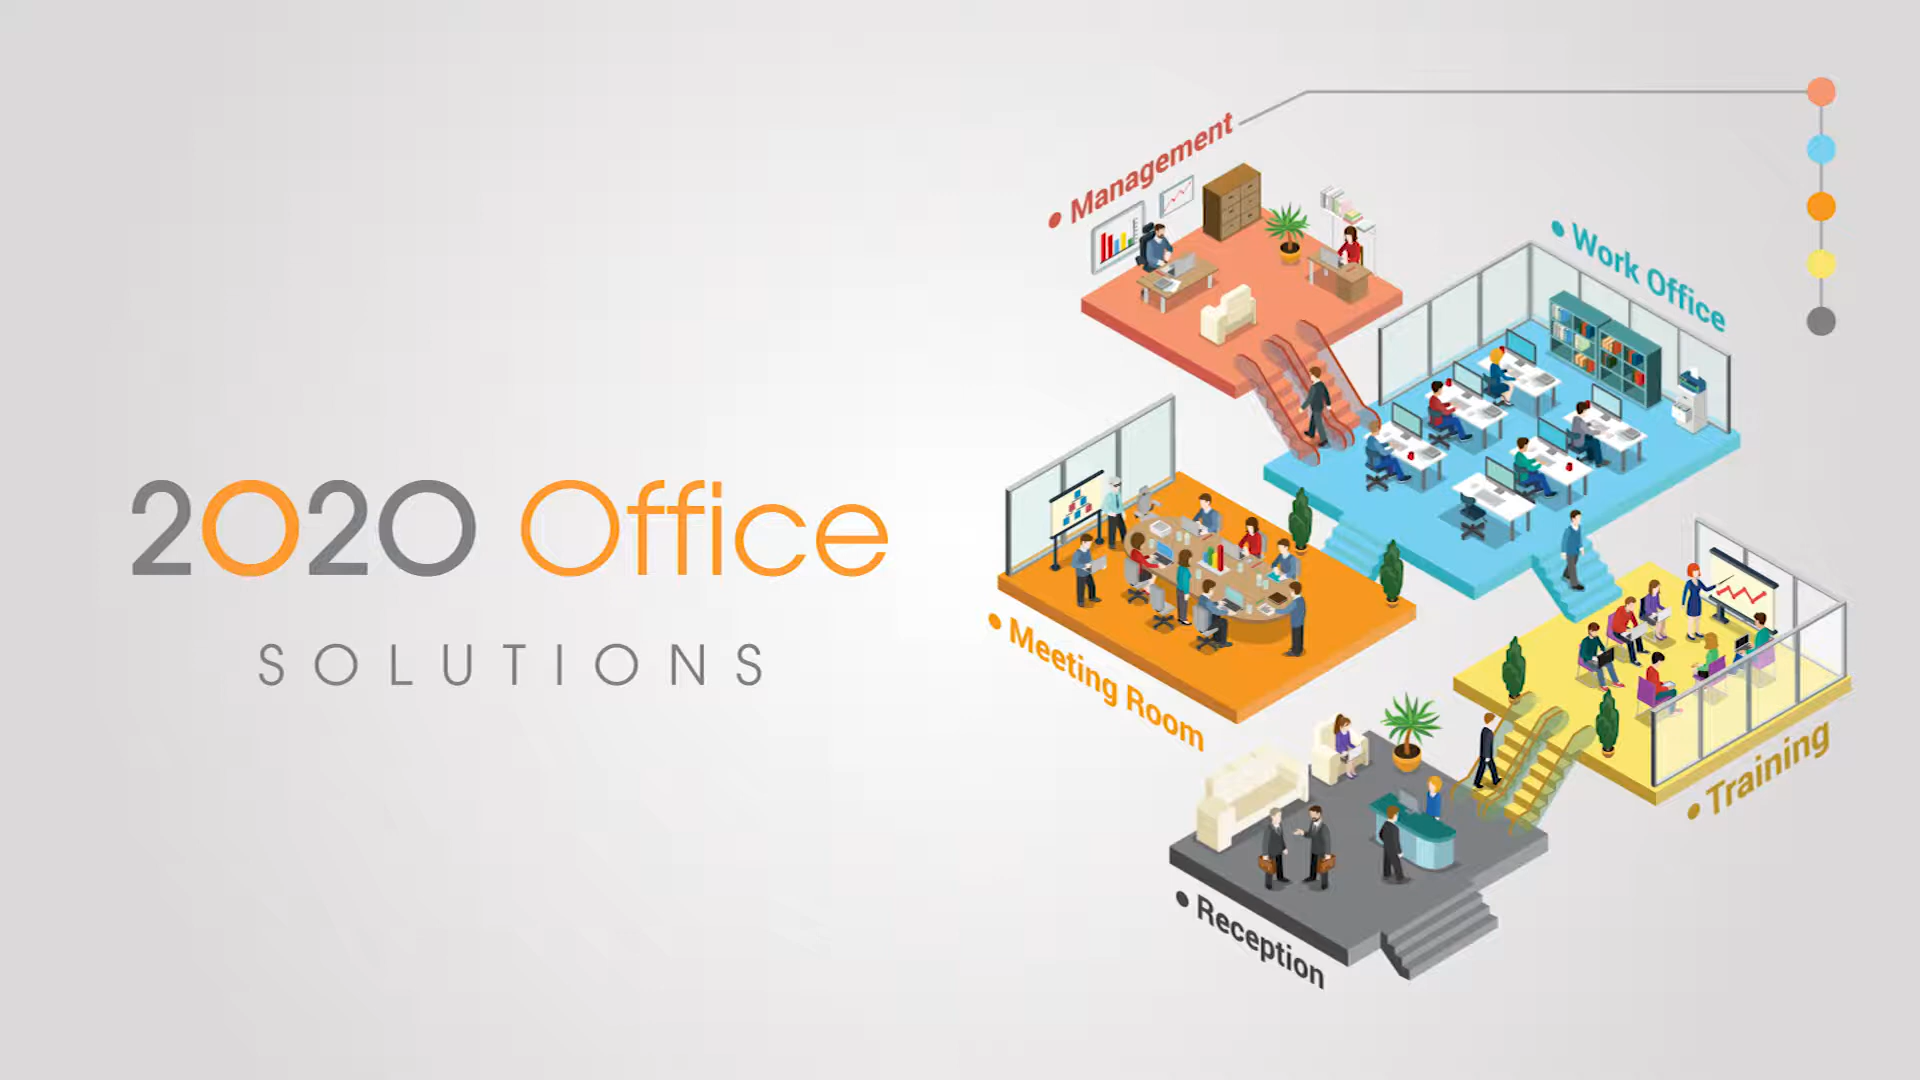 2020 Office
SOLUTIONS
Management
Work Office
Meeting Room
Training
Reception